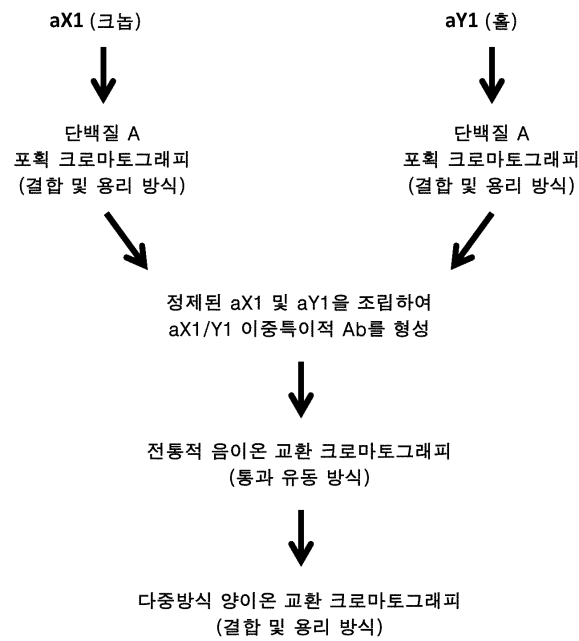 aX1 (크놉)
aY1 (홀)
단백질 A
포획 크로마토그래피
(결합 및 용리 방식)
단백질 A
포획 크로마토그래피
(결합 및 용리 방식)
정제된 aX1 및 aY1을 조립하여
aX1/Y1 이중특이적 Ab를 형성
전통적 음이온 교환 크로마토그래피
(통과 유동 방식)
다중방식 양이온 교환 크로마토그래피
(결합 및 용리 방식)